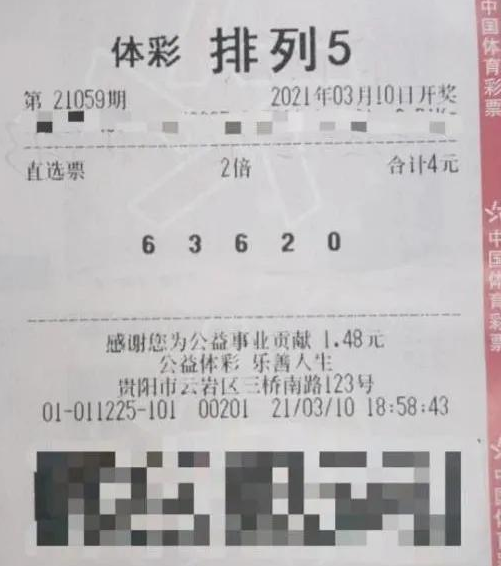 体彩 排列5
第 21059期 2021年03月10日开奖
直选票 2倍 合计4元
6 3 6 2 0
感谢您为公益事业贡献 1.48元
公益体彩 乐善人生
贵阳市云岩区三桥南路123号
01-011225-101 00201 21/03/10 18:58:43
中国体育彩票
中国体育彩票